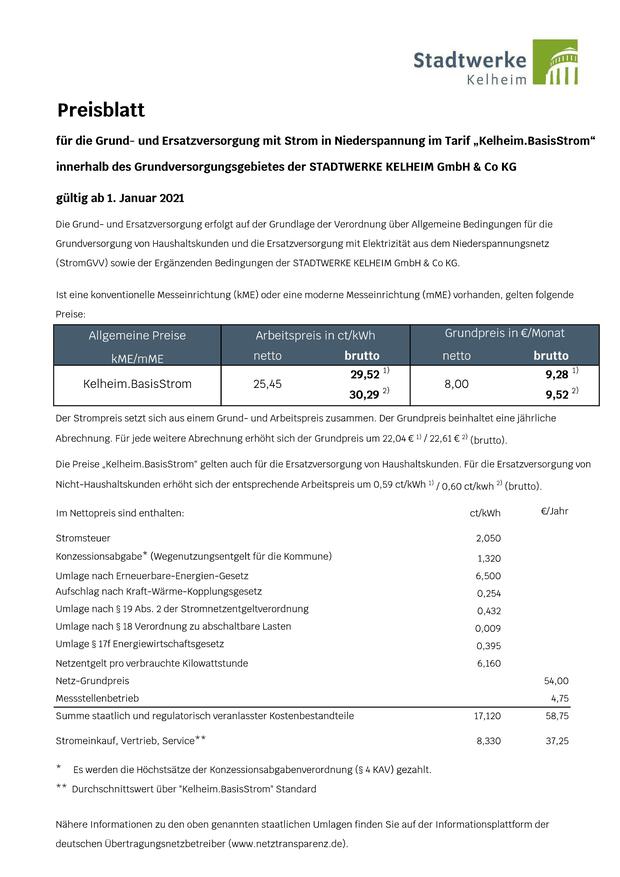 Stadtwerke
Kelheim
Preisblatt
für die Grund- und Ersatzversorgung mit Strom in Niederspannung im Tarif „Kelheim.BasisStrom“
innerhalb des Grundversorgungsgebietes der STADTWERKE KELHEIM GmbH & Co KG
gültig ab 1. Januar 2021
Die Grund- und Ersatzversorgung erfolgt auf der Grundlage der Verordnung über Allgemeine Bedingungen für die
Grundversorgung von Haushaltskunden und die Ersatzversorgung mit Elektrizität aus dem Niederspannungsnetz
(StromGVV) sowie der Ergänzenden Bedingungen der STADTWERKE KELHEIM GmbH & Co KG.
Ist eine konventionelle Messeinrichtung (kME) oder eine moderne Messeinrichtung (mME) vorhanden, gelten folgende
Preise:
Allgemeine Preise Arbeitspreis in ct/kWh Grundpreis in €/Monat
kME/mME netto brutto netto brutto
Kelheim.BasisStrom 25,45 29,52 1) 8,00 9,28 1)
30,29 2) 9,52 2)
Der Strompreis setzt sich aus einem Grund- und Arbeitspreis zusammen. Der Grundpreis beinhaltet eine jährliche
Abrechnung. Für jede weitere Abrechnung erhöht sich der Grundpreis um 22,04 € 1) / 22,61 € 2) (brutto).
Die Preise „Kelheim.BasisStrom“ gelten auch für die Ersatzversorgung von Haushaltskunden. Für die Ersatzversorgung von
Nicht-Haushaltskunden erhöht sich der entsprechende Arbeitspreis um 0,59 ct/kWh 1) / 0,60 ct/kwh 2) (brutto).
Im Nettopreis sind enthalten: ct/kWh €/Jahr
Stromsteuer 2,050
Konzessionsabgabe* (Wegenutzungsentgelt für die Kommune) 1,320
Umlage nach Erneuerbare-Energien-Gesetz 6,500
Aufschlag nach Kraft-Wärme-Kopplungsgesetz 0,254
Umlage nach § 19 Abs. 2 der Stromnetzentgeltverordnung 0,432
Umlage nach § 18 Verordnung zu abschaltbare Lasten 0,009
Umlage § 17f Energiewirtschaftsgesetz 0,395
Netzentgelt pro verbrauchte Kilowattstunde 6,160
Netz-Grundpreis 54,00
Messstellenbetrieb 4,75
Summe staatlich und regulatorisch veranlasster Kostenbestandteile 17,120 58,75
Stromeinkauf, Vertrieb, Service** 8,330 37,25
* Es werden die Höchstsätze der Konzessionsabgabenverordnung (§ 4 KAV) gezahlt.
** Durchschnittswert über "Kelheim.BasisStrom" Standard
Nähere Informationen zu den oben genannten staatlichen Umlagen finden Sie auf der Informationsplattform der
deutschen Übertragungsnetzbetreiber (www.netztransparenz.de).